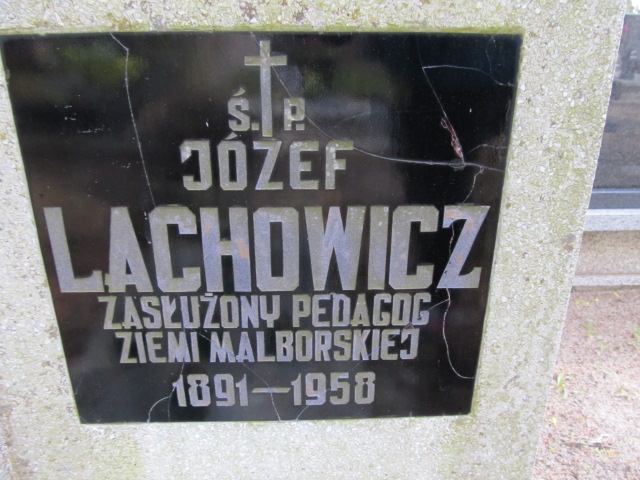 Ś. P.
JÓZEF
LACHOWICZ
ZASŁUŻONY PEDAGOG
ZIEMI MALBORSKIEJ
1891—1958